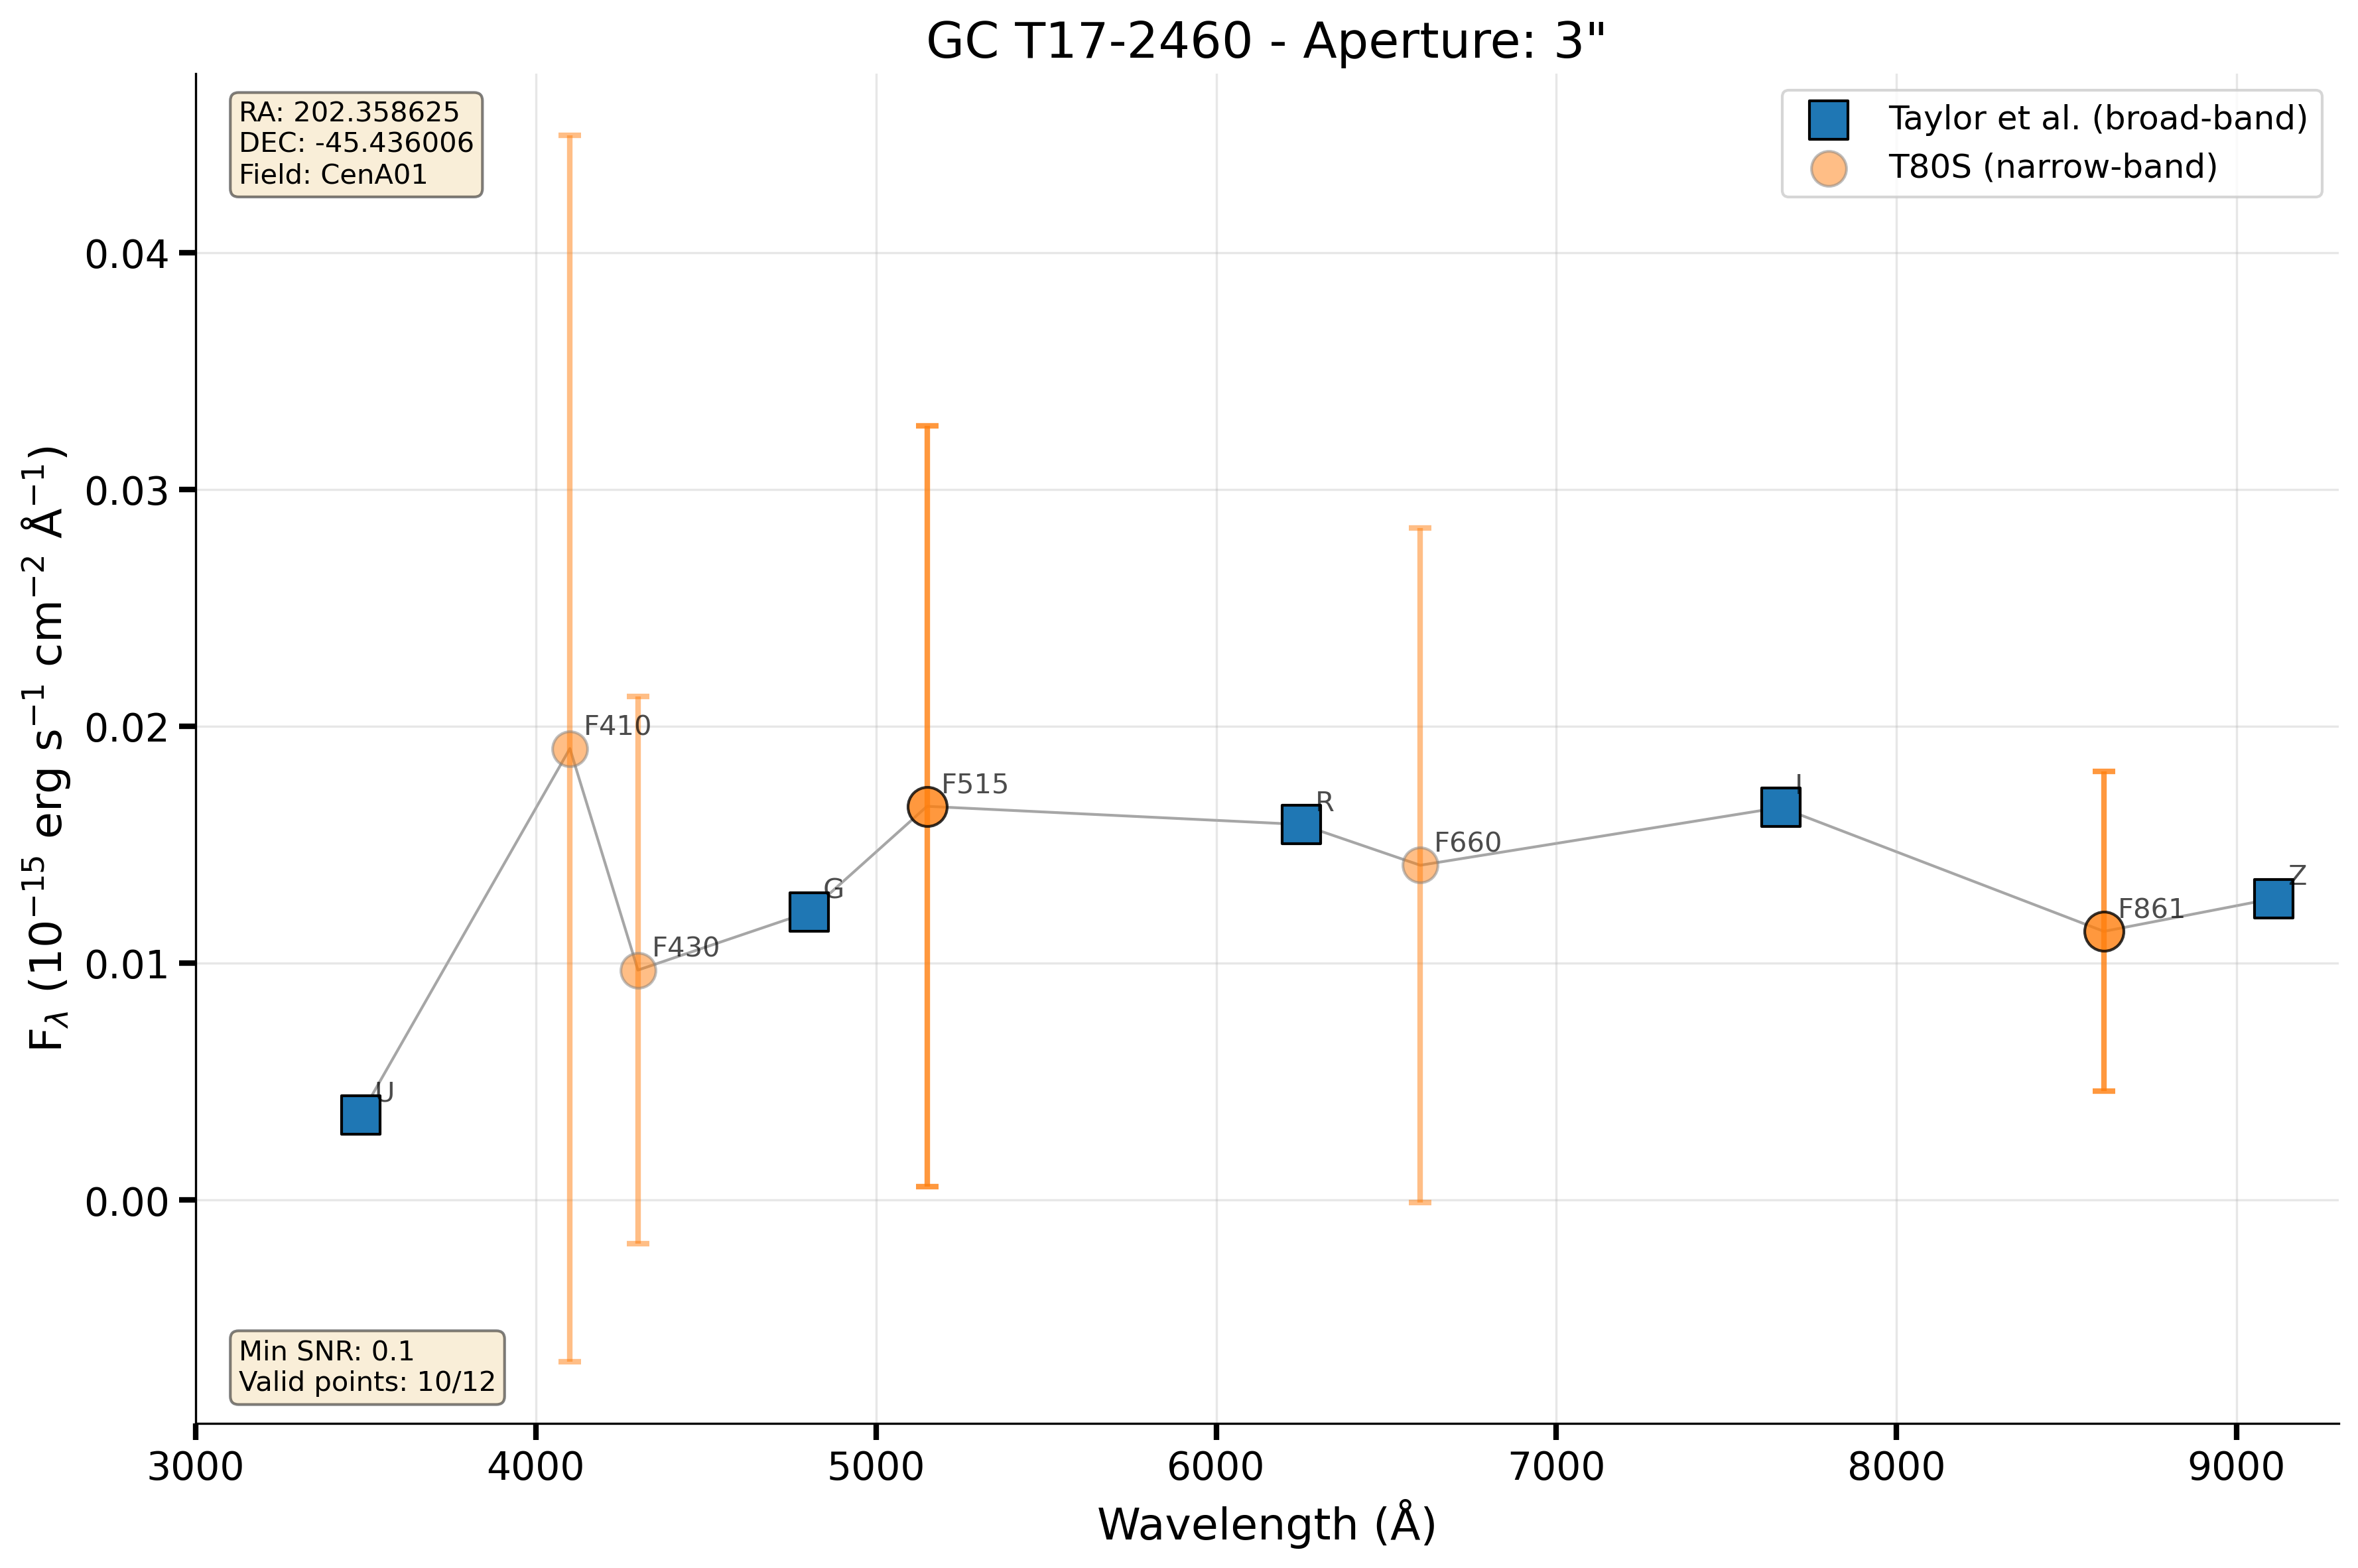 GC T17-2460 - Aperture: 3"
RA: 202.358625
DEC: -45.436006
Field: CenA01
Taylor et al. (broad-band)
T80S (narrow-band)
0.04
0.03
0.02
0.01
0.00
F_λ (10⁻¹⁵ erg s⁻¹ cm⁻² Å⁻¹)
U
F410
F430
G
F515
R
F660
I
F861
Z
Min SNR: 0.1
Valid points: 10/12
3000 4000 5000 6000 7000 8000 9000
Wavelength (Å)